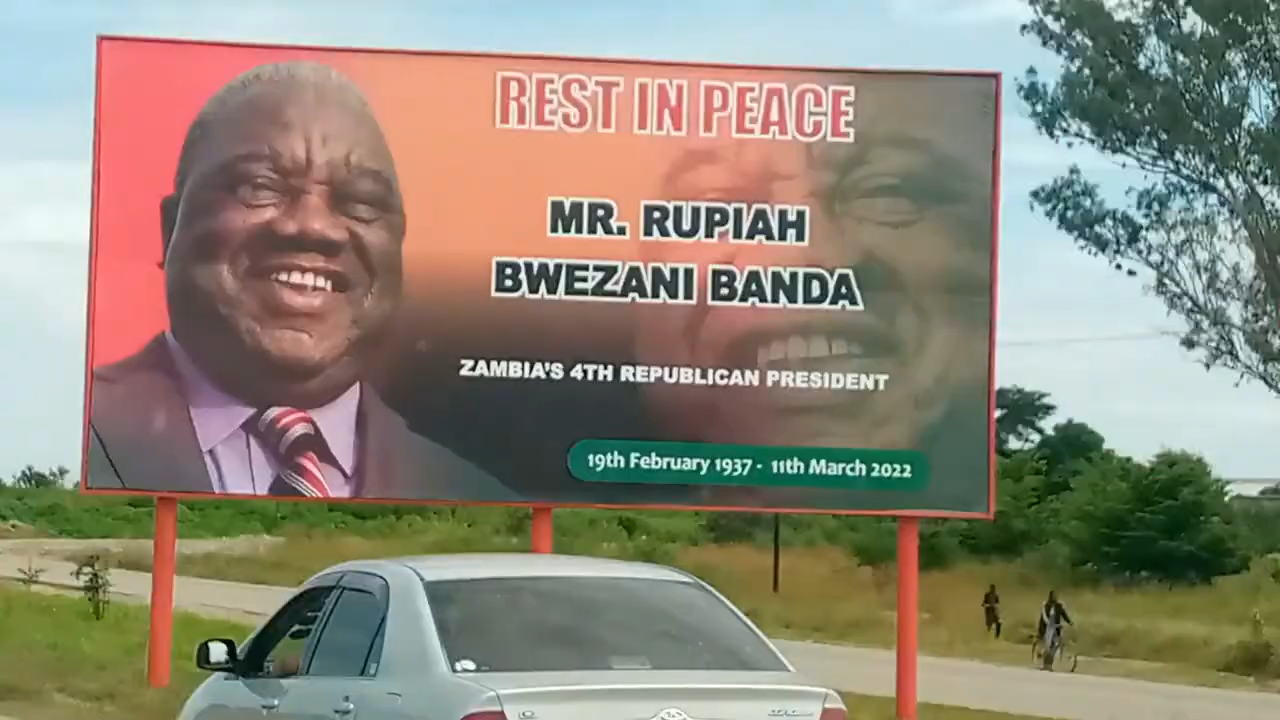 REST IN PEACE
MR. RUPIAH
BWEZANI BANDA
ZAMBIA'S 4TH REPUBLICAN PRESIDENT
19th February 1937 - 11th March 2022